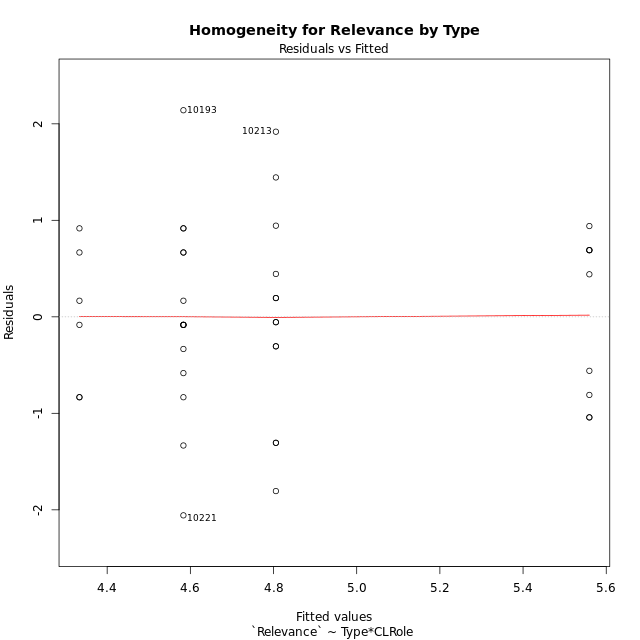 Homogeneity for Relevance by Type
Residuals vs Fitted
10193
10213
10221
Residuals
2
1
0
-1
-2
4.4 4.6 4.8 5.0 5.2 5.4 5.6
Fitted values
`Relevance` ~ Type*CLRole